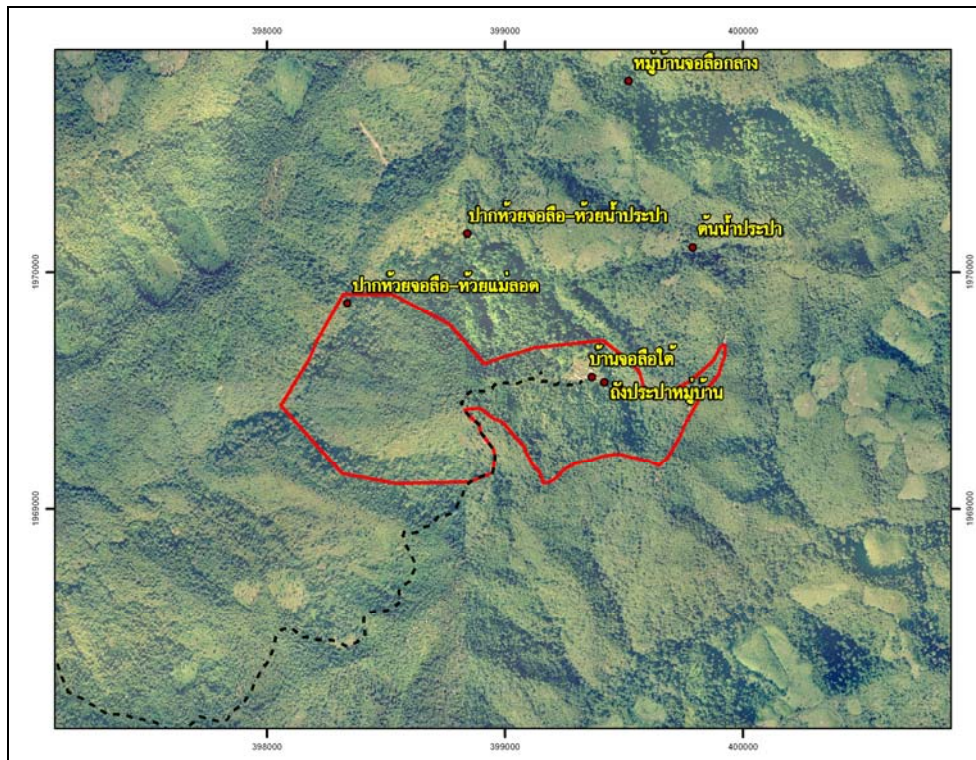 398000 399000 400000
หมู่บ้านจอลือกลาง
ปากห้วยจอลือ-ห้วยน้ำประปา
ต้นน้ำประปา
1970000 1970000
ปากห้วยจอลือ-ห้วยแม่ลอด
บ้านจอลือใต้
ถังประปาหมู่บ้าน
1969000 1969000
398000 399000 400000